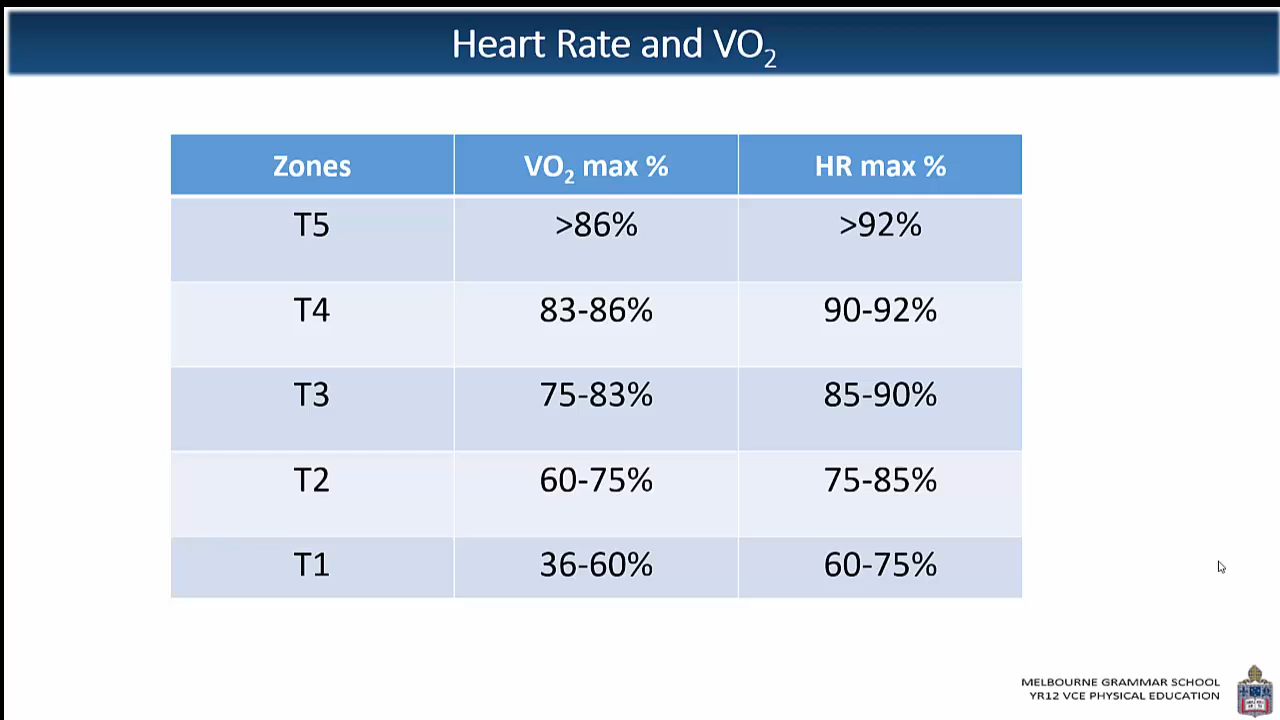 Heart Rate and VO₂
Zones VO₂ max % HR max %
T5 >86% >92%
T4 83-86% 90-92%
T3 75-83% 85-90%
T2 60-75% 75-85%
T1 36-60% 60-75%
MELBOURNE GRAMMAR SCHOOL
YR12 VCE PHYSICAL EDUCATION